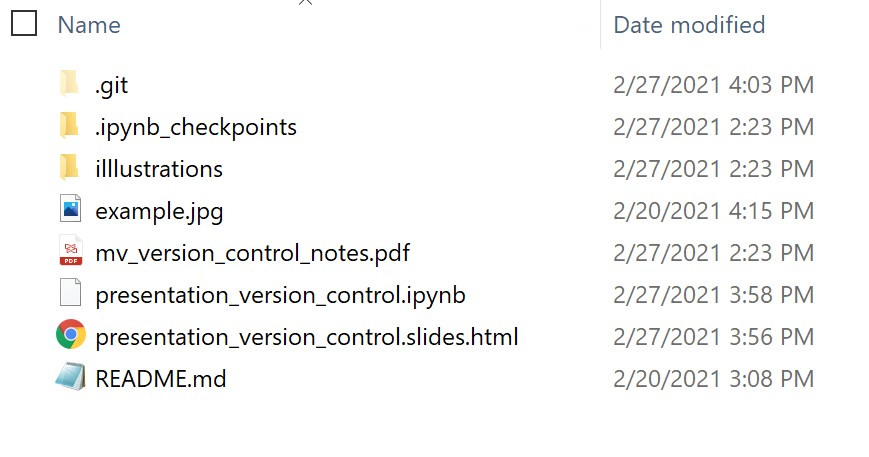 Name Date modified
.git 2/27/2021 4:03 PM
.ipynb_checkpoints 2/27/2021 2:23 PM
illlustrations 2/27/2021 2:23 PM
example.jpg 2/20/2021 4:15 PM
PDF mv_version_control_notes.pdf 2/27/2021 2:23 PM
presentation_version_control.ipynb 2/27/2021 3:58 PM
presentation_version_control.slides.html 2/27/2021 3:56 PM
README.md 2/20/2021 3:08 PM